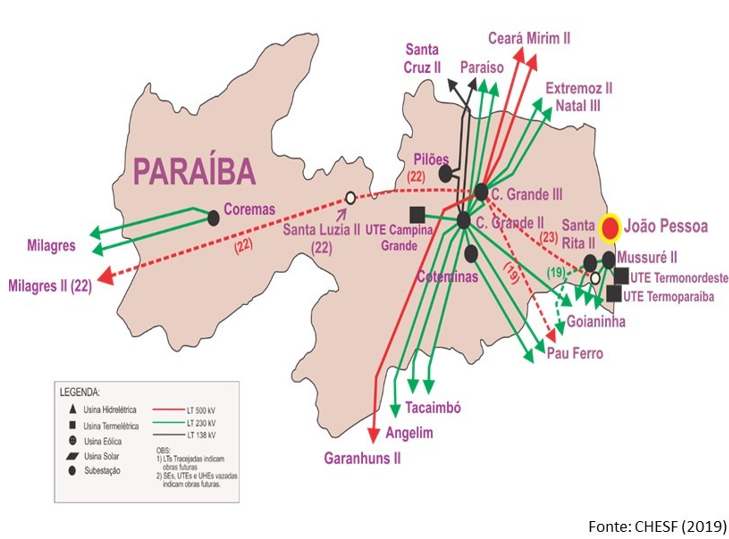 Ceará Mirim II
Santa
Cruz II
Paraíso
Extremoz II
Natal III
PARAÍBA
Pilões
(22)
C. Grande III
Coremas
Santa Luzia II
(22)
UTE Campina
Grande
C. Grande II
Santa
Rita II
João Pessoa
(23)
Milagres
(22)
Coteminas
(19)
(19)
Mussuré II
UTE Termonordeste
UTE Termoparaíba
Milagres II (22)
Goianinha
Pau Ferro
Tacaimbó
Angelim
Garanhuns II
LEGENDA:
Usina Hidrelétrica
Usina Termelétrica
Usina Eólica
Usina Solar
Subestação
LT 500 kV
LT 230 kV
LT 138 kV
OBS:
1) LTs Tracejadas indicam
obras futuras
2) SEs, UTEs e UHEs vazadas
indicam obras futuras.
Fonte: CHESF (2019)